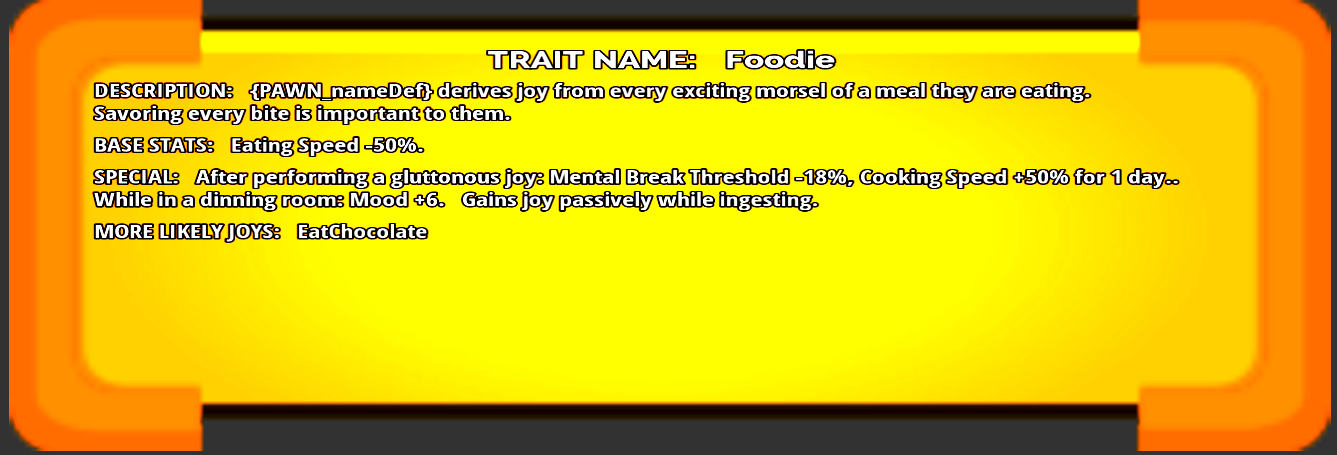 TRAIT NAME: Foodie
DESCRIPTION: {PAWN_nameDef} derives joy from every exciting morsel of a meal they are eating.
Savoring every bite is important to them.
BASE STATS: Eating Speed -50%.
SPECIAL: After performing a gluttonous joy: Mental Break Threshold -18%, Cooking Speed +50% for 1 day..
While in a dinning room: Mood +6. Gains joy passively while ingesting.
MORE LIKELY JOYS: EatChocolate